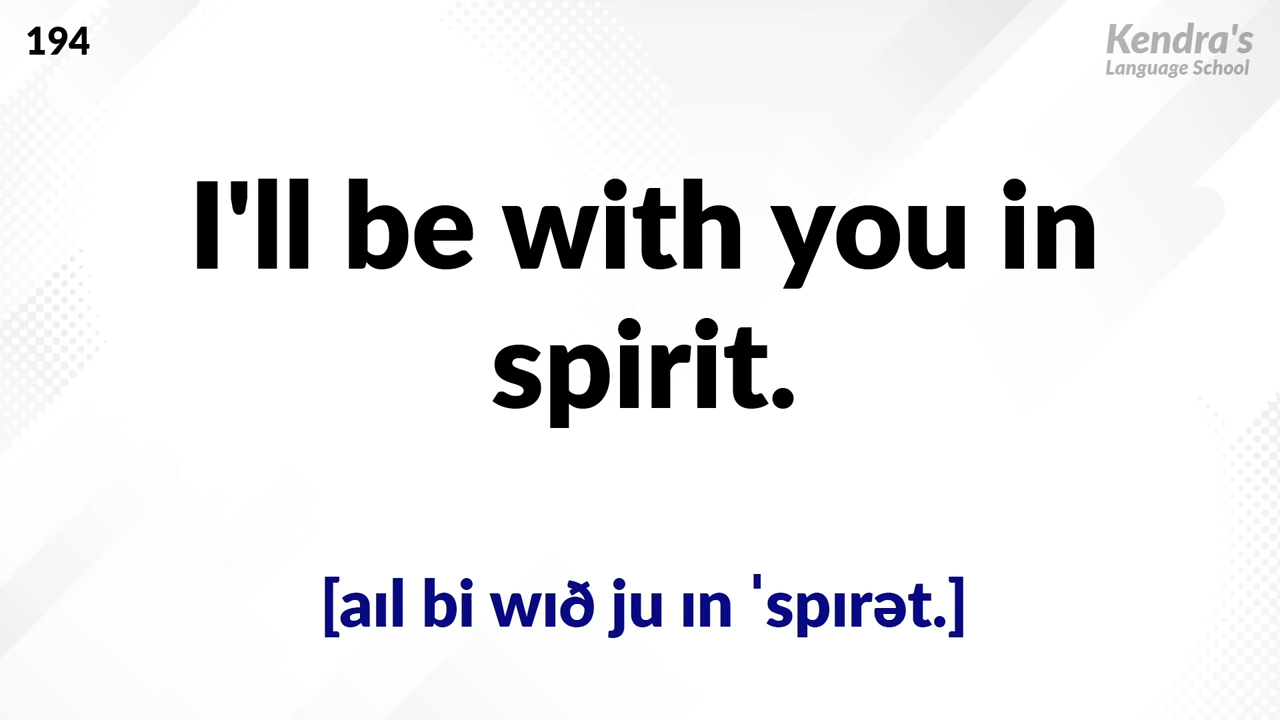 194
Kendra's
Language School
I'll be with you in
spirit.
[aɪl bi wɪð ju ɪn ˈspɪrət.]